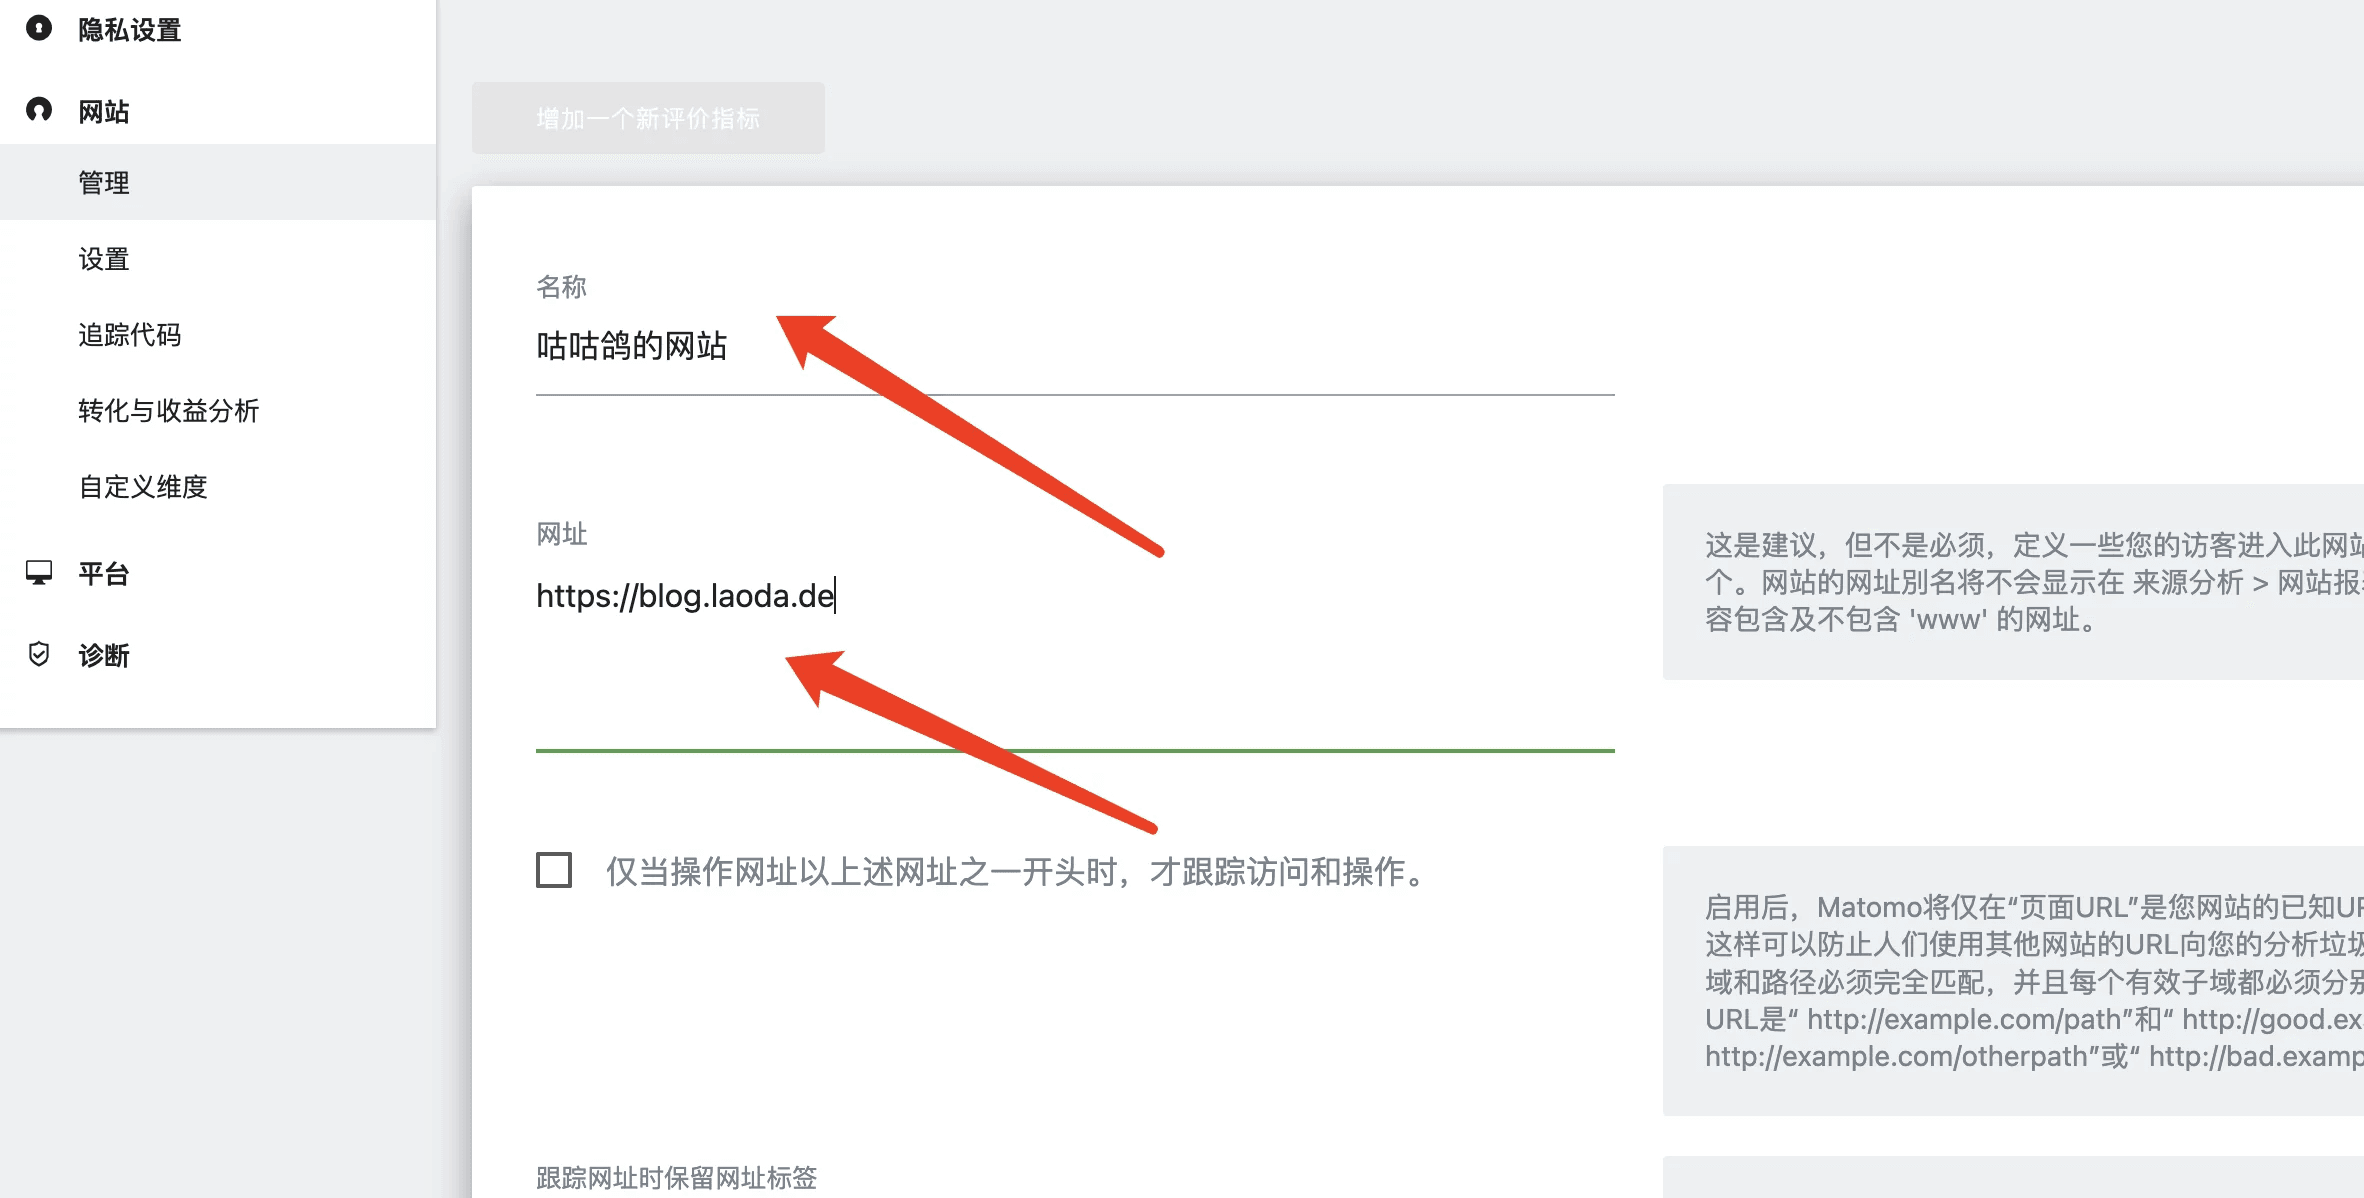 隐私设置
网站
管理
设置
追踪代码
转化与收益分析
自定义维度
平台
诊断
增加一个新评价指标
名称
咕咕鸽的网站
网址
https://blog.laoda.de
这是建议，但不是必须，定义一些您的访客进入此网站
个。网站的网址别名将不会显示在 来源分析 > 网站报
容包含及不包含 'www' 的网址。
仅当操作网址以上述网址之一开头时，才跟踪访问和操作。
启用后，Matomo将仅在“页面URL”是您网站的已知UR
这样可以防止人们使用其他网站的URL向您的分析垃圾
域和路径必须完全匹配，并且每个有效子域都必须分别
URL是“ http://example.com/path”和“ http://good.ex
http://example.com/otherpath”或“ http://bad.examp
跟踪网址时保留网址标签